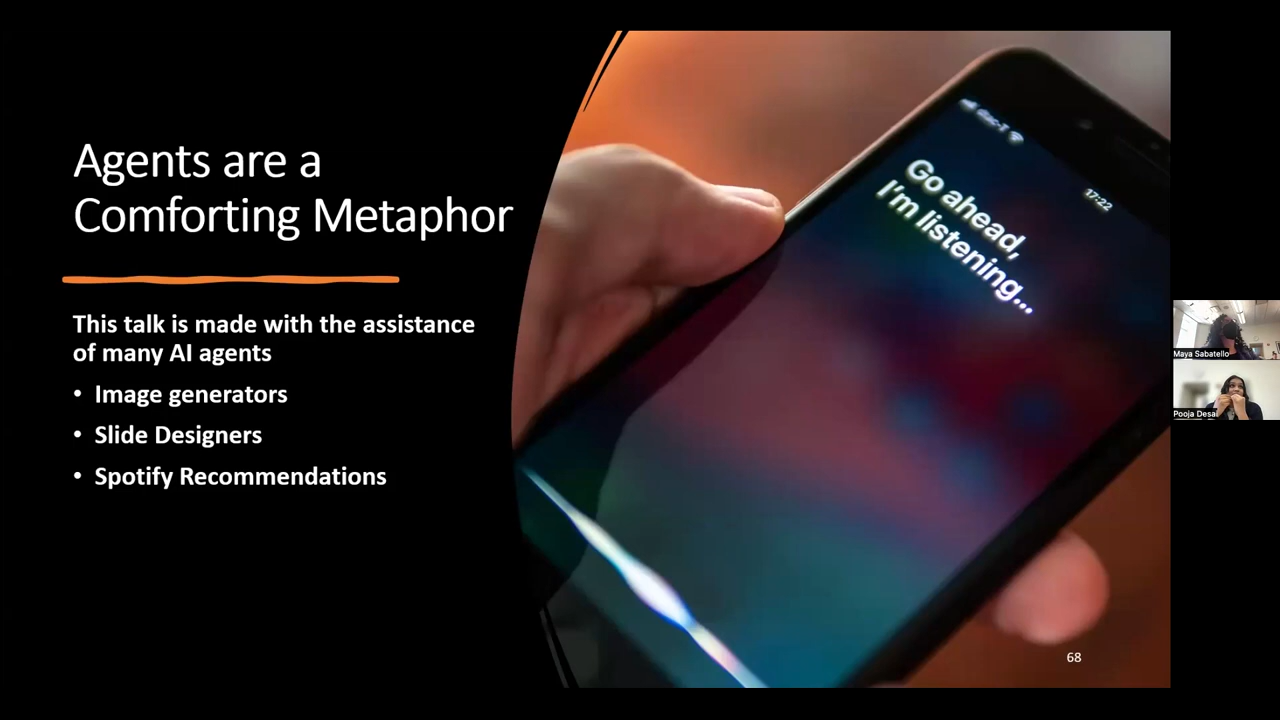 Agents are a
Comforting Metaphor
This talk is made with the assistance
of many AI agents
• Image generators
• Slide Designers
• Spotify Recommendations
17:22
Go ahead,
I'm listening...
68
Maya Sabatello
Pooja Desai